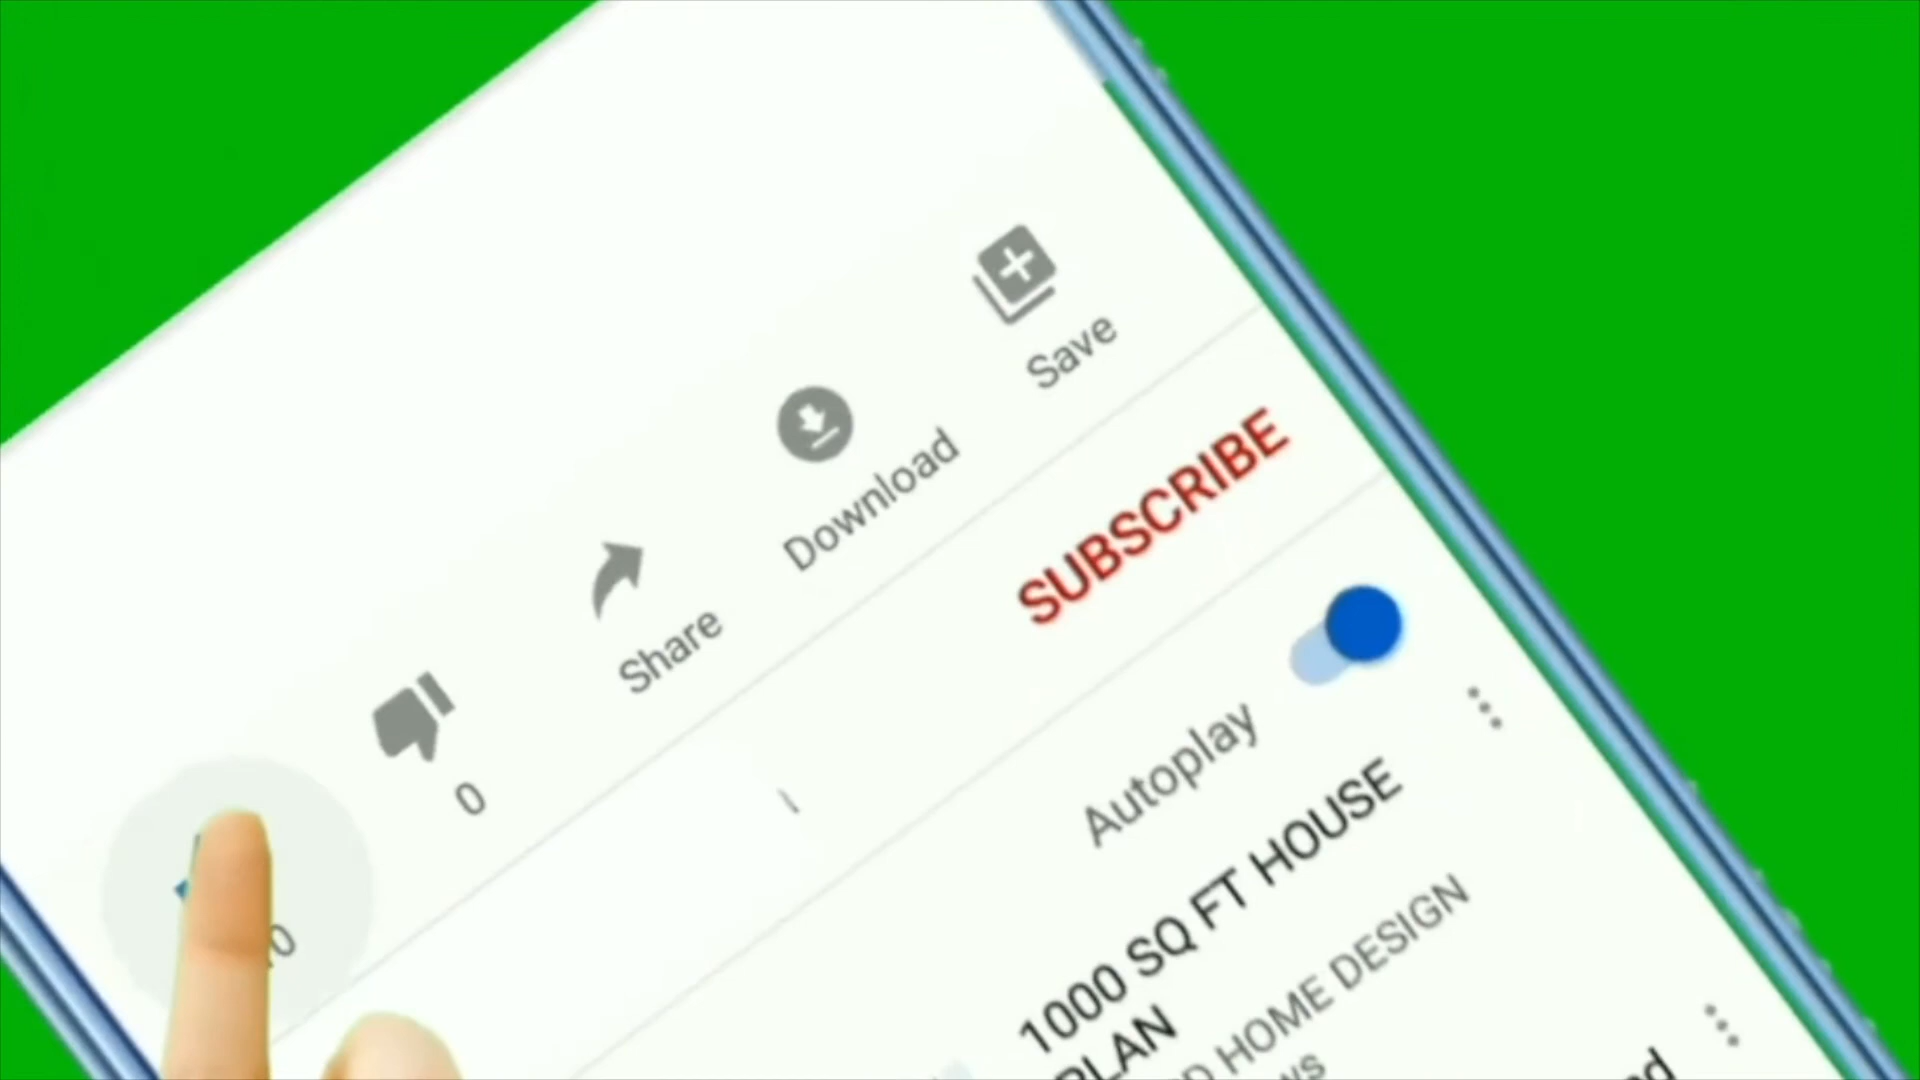 Save
Download
Share
0
SUBSCRIBE
Autoplay
1000 SQ FT HOUSE
PLAN
HOME DESIGN